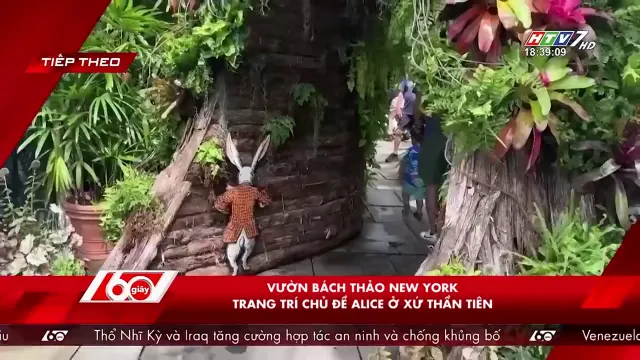 TIẾP THEO
HTV7 HD
18:39:09
60 giây
VƯỜN BÁCH THẢO NEW YORK
TRANG TRÍ CHỦ ĐỀ ALICE Ở XỨ THẦN TIÊN
60 Thổ Nhĩ Kỳ và Iraq tăng cường hợp tác an ninh và chống khủng bố 60 Venezuel